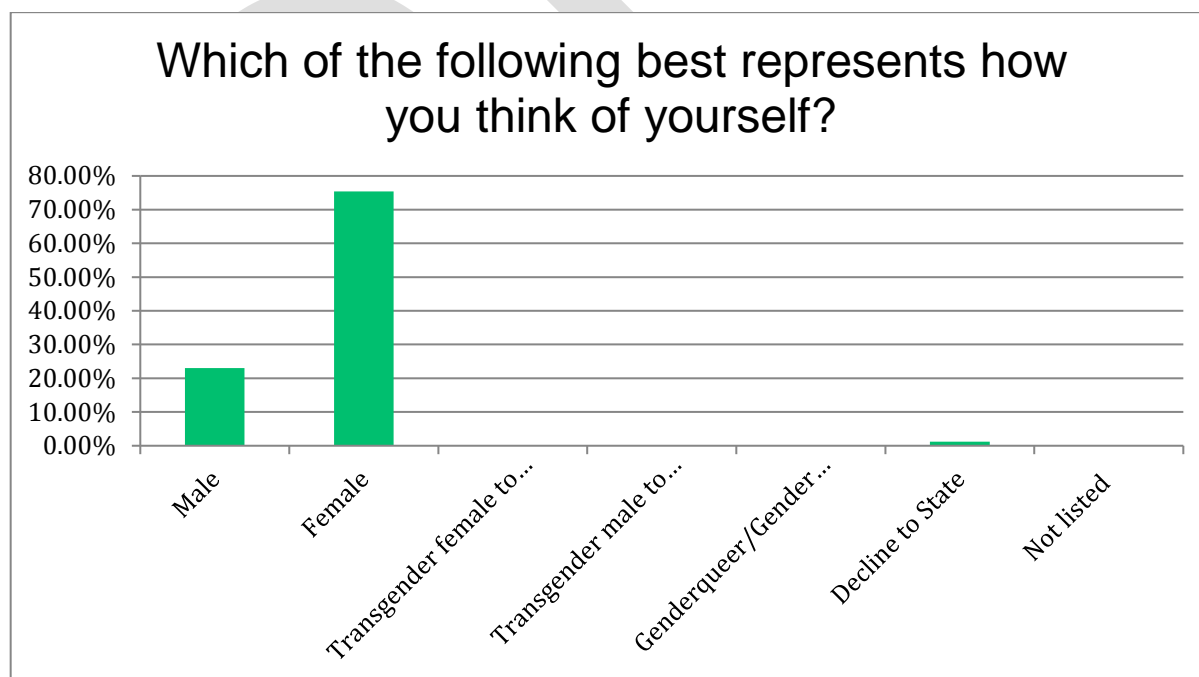 Which of the following best represents how
you think of yourself?
80.00%
70.00%
60.00%
50.00%
40.00%
30.00%
20.00%
10.00%
0.00%
Male
Female
Transgender female to...
Transgender male to...
Genderqueer/Gender...
Decline to State
Not listed